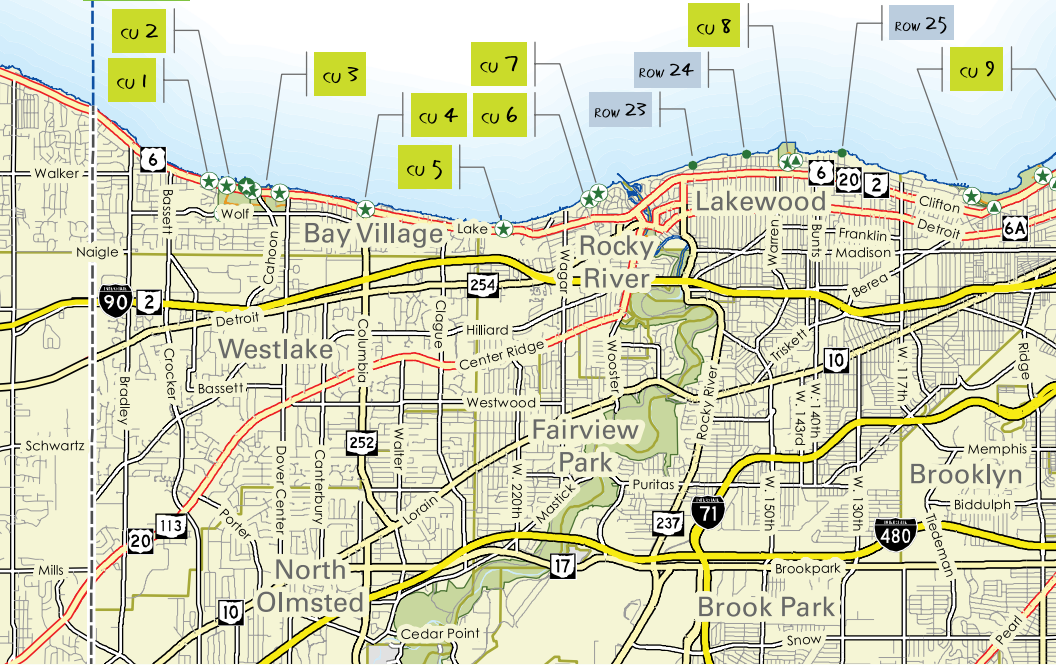 CU 2
CU 8
ROW 25
CU 1
CU 3
CU 7
ROW 24
CU 9
CU 4
CU 6
ROW 23
CU 5
6
Walker
6
20
2
Bassett
Wolf
Cahoon
Bay Village
Lake
Lakewood
Clifton
Detroit
6A
Naigle
Rocky
River
Wagar
Warren
Bunts
Franklin
Madison
Berea
INTERSTATE
90
2
254
Detroit
Westlake
Columbia
Clague
Hilliard
Center Ridge
Wooster
Rocky River
Triskett
10
W. 117th
Ridge
Bradley
Crocker
Bassett
Westwood
W. 143rd
W. 140th
Schwartz
252
Walter
Fairview
Park
Memphis
Brooklyn
Dover Center
Canterbury
Lorain
W. 220th
Mastick
Puritas
W. 150th
W. 130th
Biddulph
Tiedeman
20
113
Porter
237
INTERSTATE
71
INTERSTATE
480
Mills
North
Olmsted
17
Brookpark
10
Brook Park
Cedar Point
Snow
Pearl